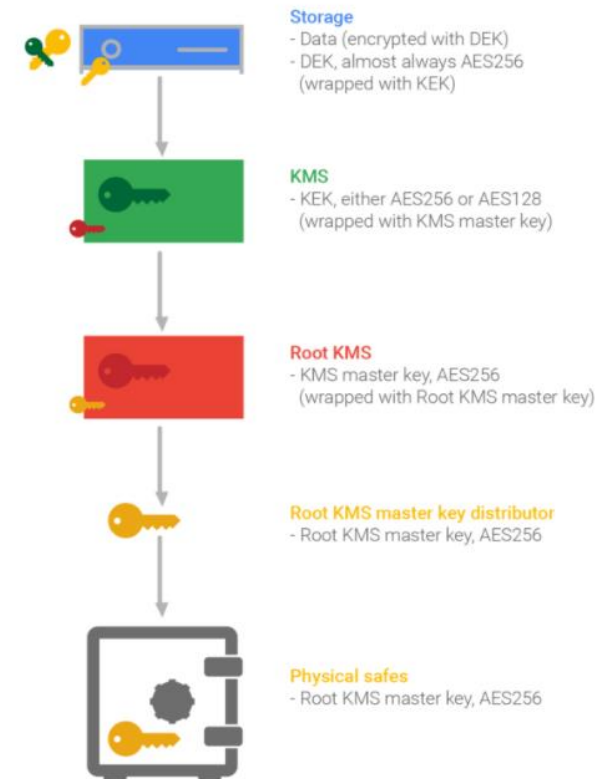 Storage
- Data (encrypted with DEK)
- DEK, almost always AES256
(wrapped with KEK)
KMS
- KEK, either AES256 or AES128
(wrapped with KMS master key)
Root KMS
- KMS master key, AES256
(wrapped with Root KMS master key)
Root KMS master key distributor
- Root KMS master key, AES256
Physical safes
- Root KMS master key, AES256